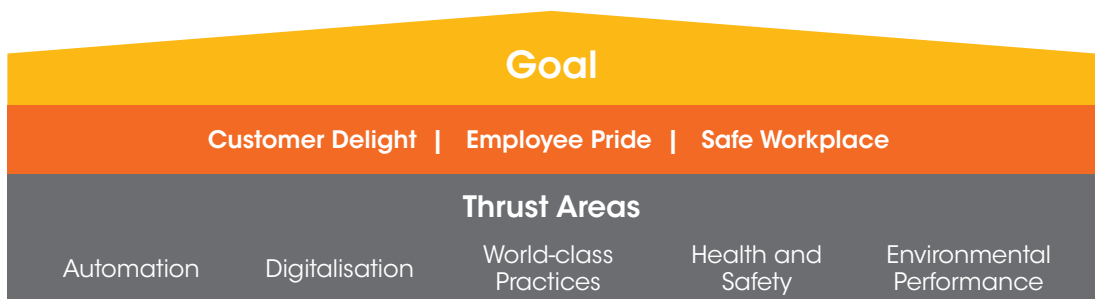 Goal
Customer Delight | Employee Pride | Safe Workplace
Thrust Areas
Automation
Digitalisation
World-class
Practices
Health and
Safety
Environmental
Performance